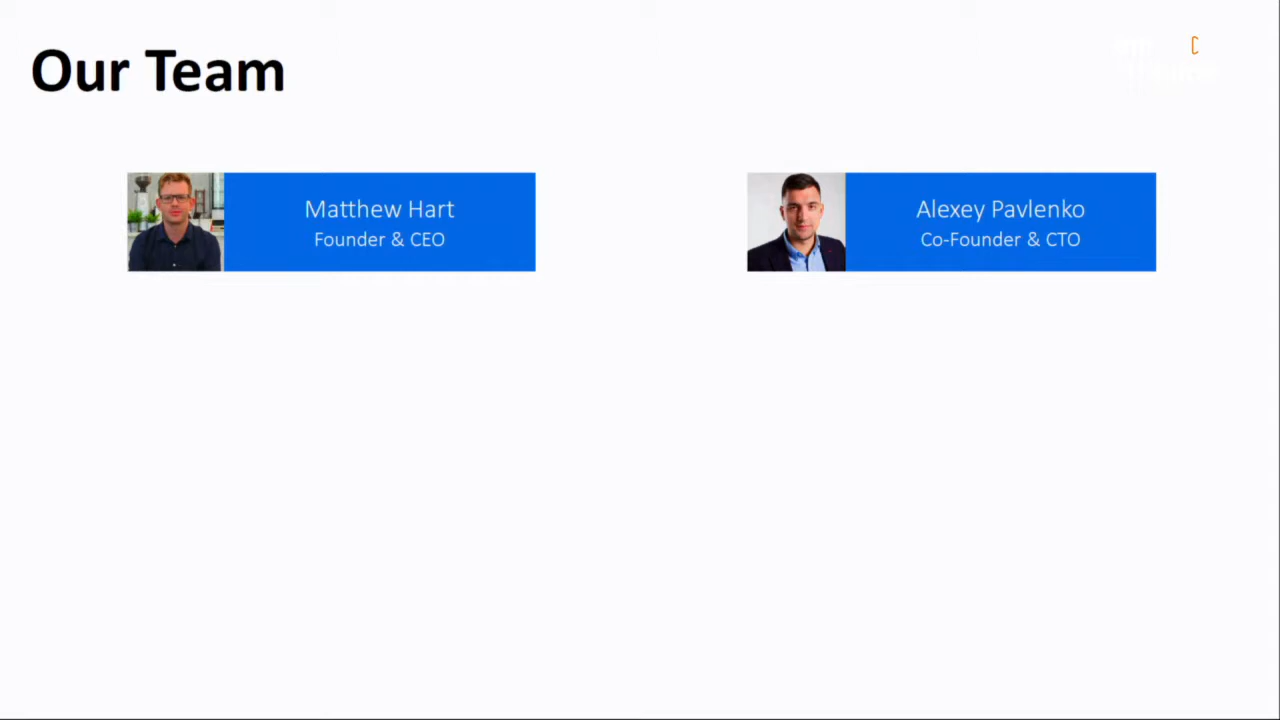 Our Team
Matthew Hart
Founder & CEO
Alexey Pavlenko
Co-Founder & CTO